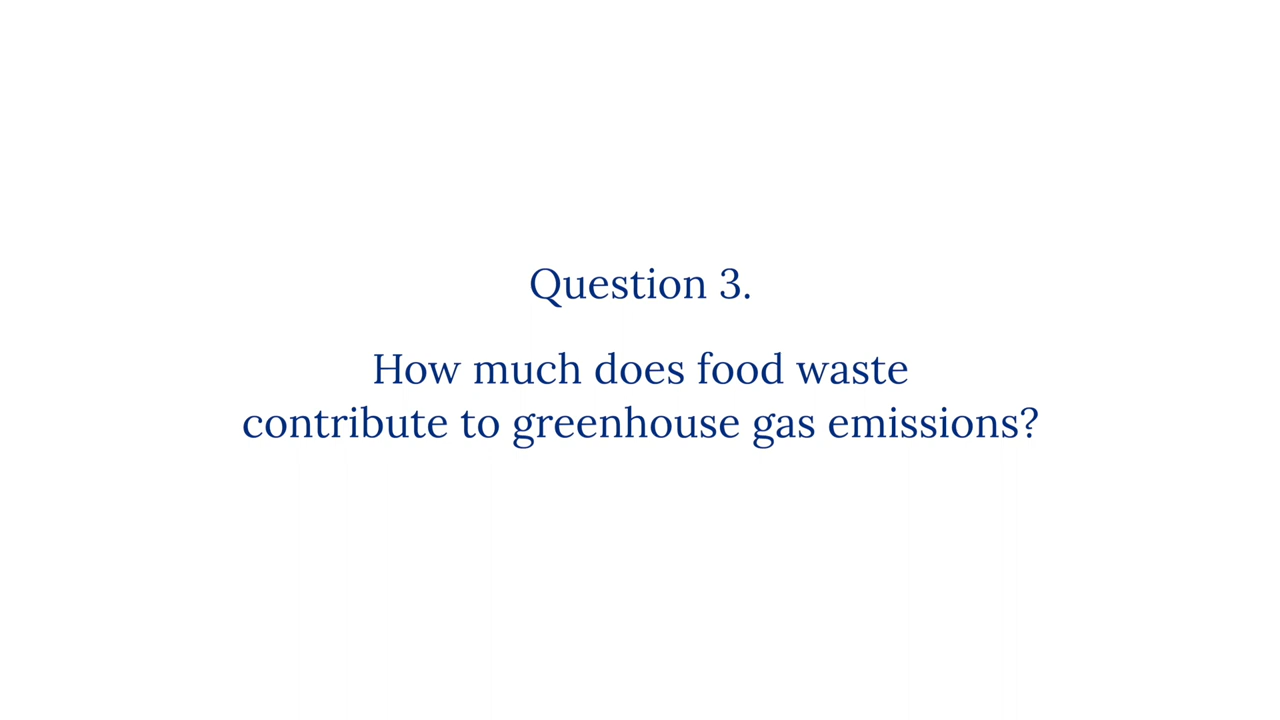 Question 3.
How much does food waste
contribute to greenhouse gas emissions?